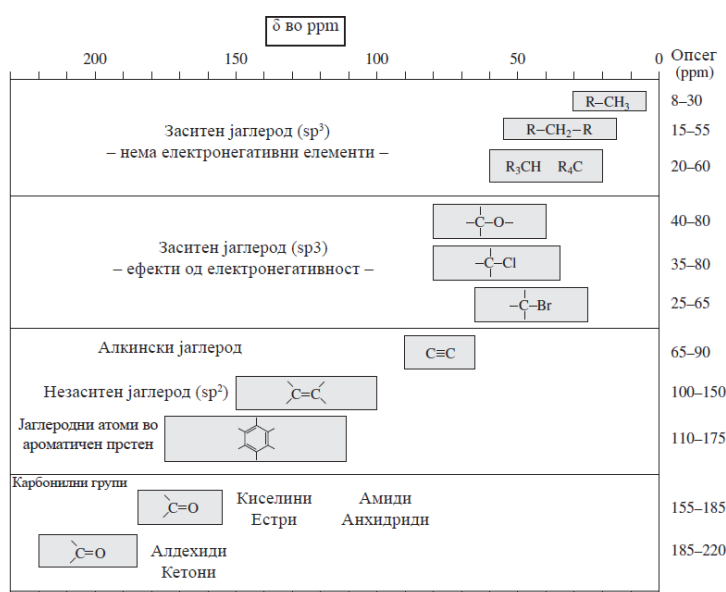 δ во ppm
200 150 100 50 0 Опсег
(ppm)
R–CH₃ 8–30
Заситен јаглерод (sp³)
– нема електронегативни елементи –
R–CH₂–R 15–55
R₃CH R₄C 20–60
–C–O– 40–80
Заситен јаглерод (sp3)
– ефекти од електронегативност –
–C–Cl 35–80
–C–Br 25–65
Алкински јаглерод C≡C 65–90
Незаситен јаглерод (sp²) C=C 100–150
Јаглеродни атоми во
ароматичен прстен
110–175
Карбонилни групи
C=O Киселини Амиди
Естри Анхидриди
155–185
C=O Алдехиди
Кетони
185–220